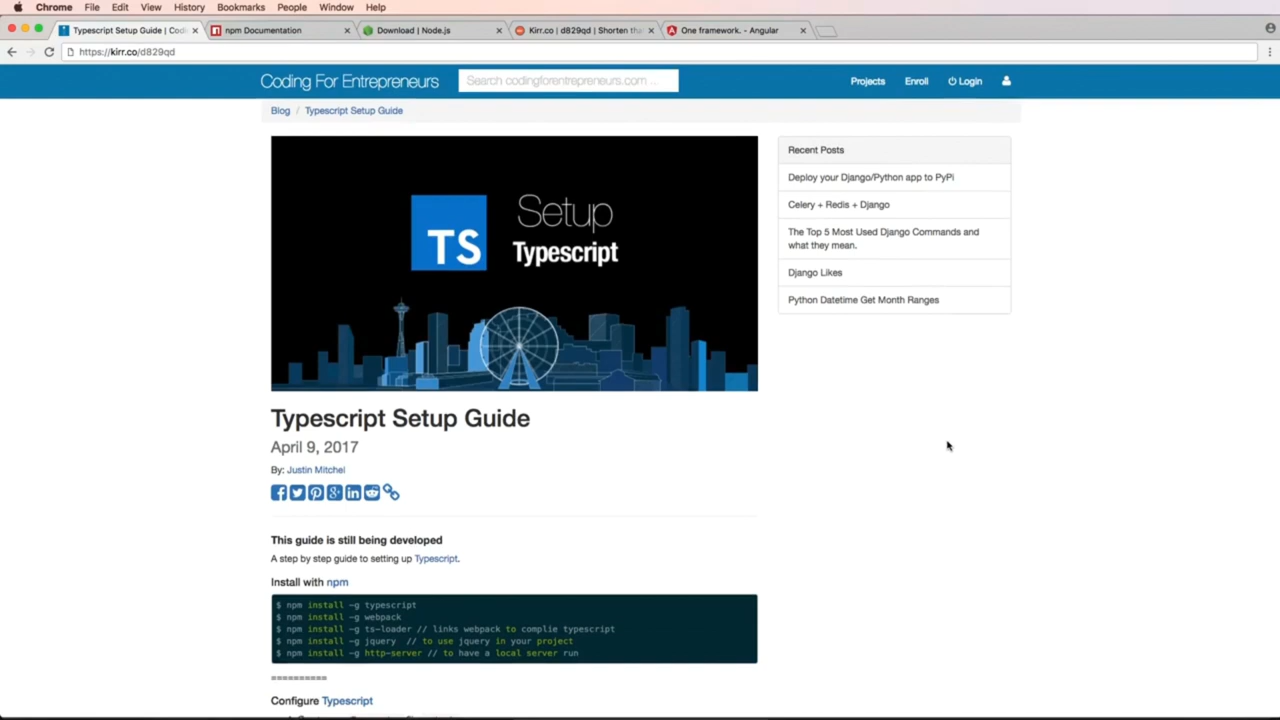 Chrome File Edit View History Bookmarks People Window Help
Typescript Setup Guide | Codi
npm Documentation
Download | Node.js
Kirr.co | d829qd | Shorten tha
One framework. - Angular
https://kirr.co/d829qd
Coding For Entrepreneurs
Search codingforentrepreneurs.com ...
Projects Enroll Login
Blog / Typescript Setup Guide
TS
Setup
Typescript
Recent Posts
Deploy your Django/Python app to PyPi
Celery + Redis + Django
The Top 5 Most Used Django Commands and
what they mean.
Django Likes
Python Datetime Get Month Ranges
Typescript Setup Guide
April 9, 2017
By: Justin Mitchel
This guide is still being developed
A step by step guide to setting up Typescript.
Install with npm
$ npm install -g typescript
$ npm install -g webpack
$ npm install -g ts-loader // links webpack to complie typescript
$ npm install -g jquery // to use jquery in your project
$ npm install -g http-server // to have a local server run
==========
Configure Typescript